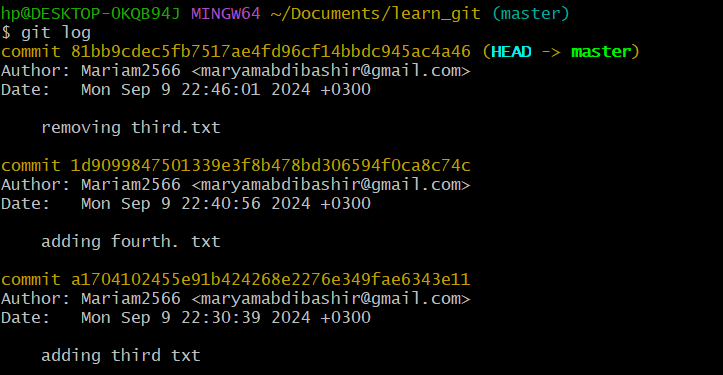 hp@DESKTOP-OKQB94J MINGW64 ~/Documents/learn_git (master)
$ git log
commit 81bb9cdec5fb7517ae4fd96cf14bbdc945ac4a46 (HEAD -> master)
Author: Mariam2566 <maryamabdibashir@gmail.com>
Date:   Mon Sep 9 22:46:01 2024 +0300

    removing third.txt

commit 1d9099847501339e3f8b478bd306594f0ca8c74c
Author: Mariam2566 <maryamabdibashir@gmail.com>
Date:   Mon Sep 9 22:40:56 2024 +0300

    adding fourth. txt

commit a1704102455e91b424268e2276e349fae6343e11
Author: Mariam2566 <maryamabdibashir@gmail.com>
Date:   Mon Sep 9 22:30:39 2024 +0300

    adding third txt